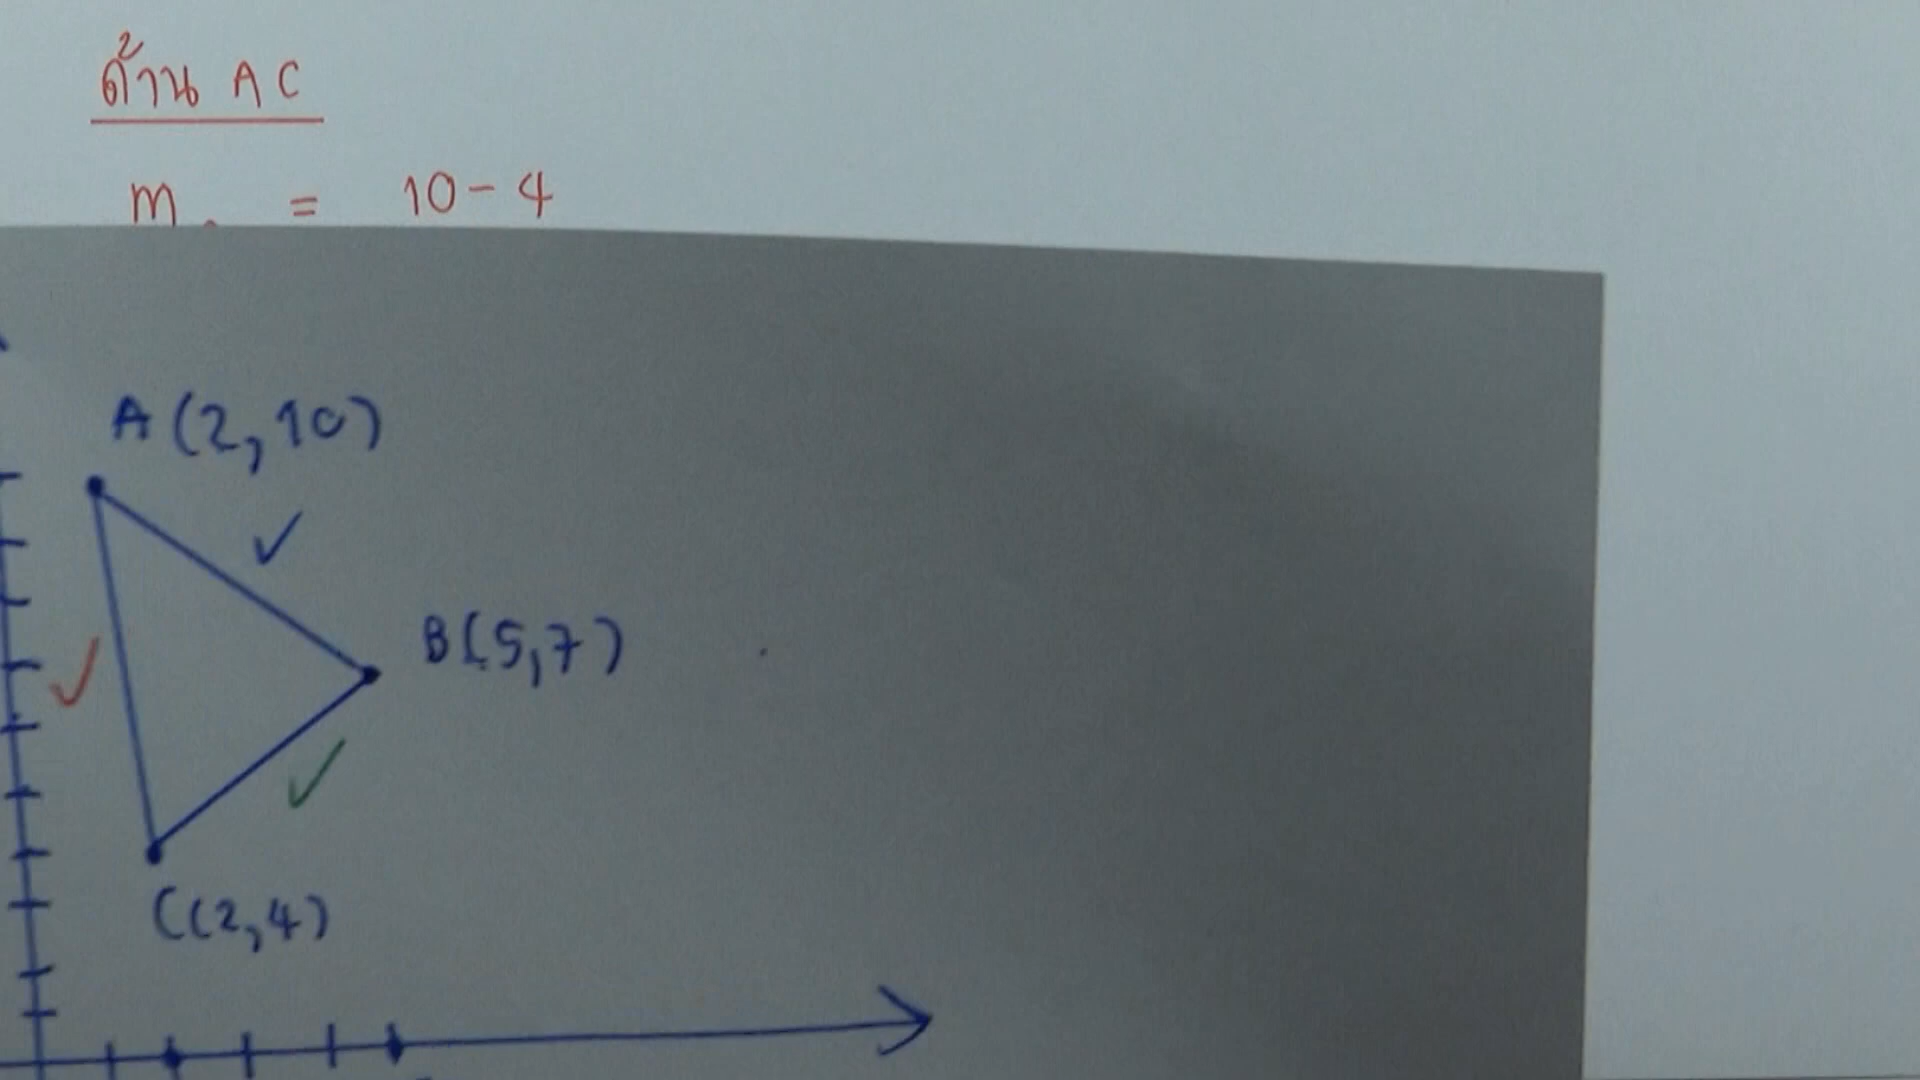 ด้าน AC
m = 10-4
A(2,10)
B(5,7)
C(2,4)